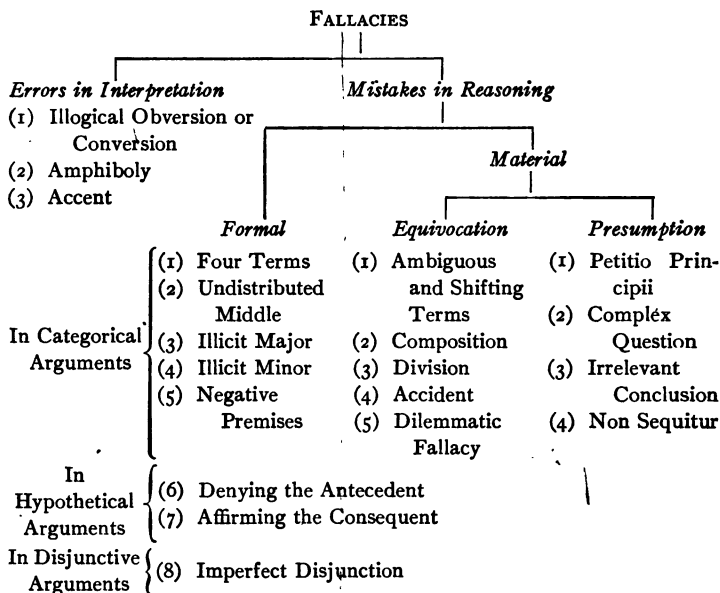 FALLACIES
Errors in Interpretation
(1) Illogical Obversion or
Conversion
(2) Amphiboly
(3) Accent
Mistakes in Reasoning
Material
Formal
Equivocation
Presumption
In Categorical
Arguments
(1) Four Terms
(2) Undistributed
Middle
(3) Illicit Major
(4) Illicit Minor
(5) Negative
Premises
(1) Ambiguous
and Shifting
Terms
(2) Composition
(3) Division
(4) Accident
(5) Dilemmatic
Fallacy
(1) Petitio Prin-
cipii
(2) Complex
Question
(3) Irrelevant
Conclusion
(4) Non Sequitur
In
Hypothetical
Arguments
(6) Denying the Antecedent
(7) Affirming the Consequent
In Disjunctive
Arguments
(8) Imperfect Disjunction